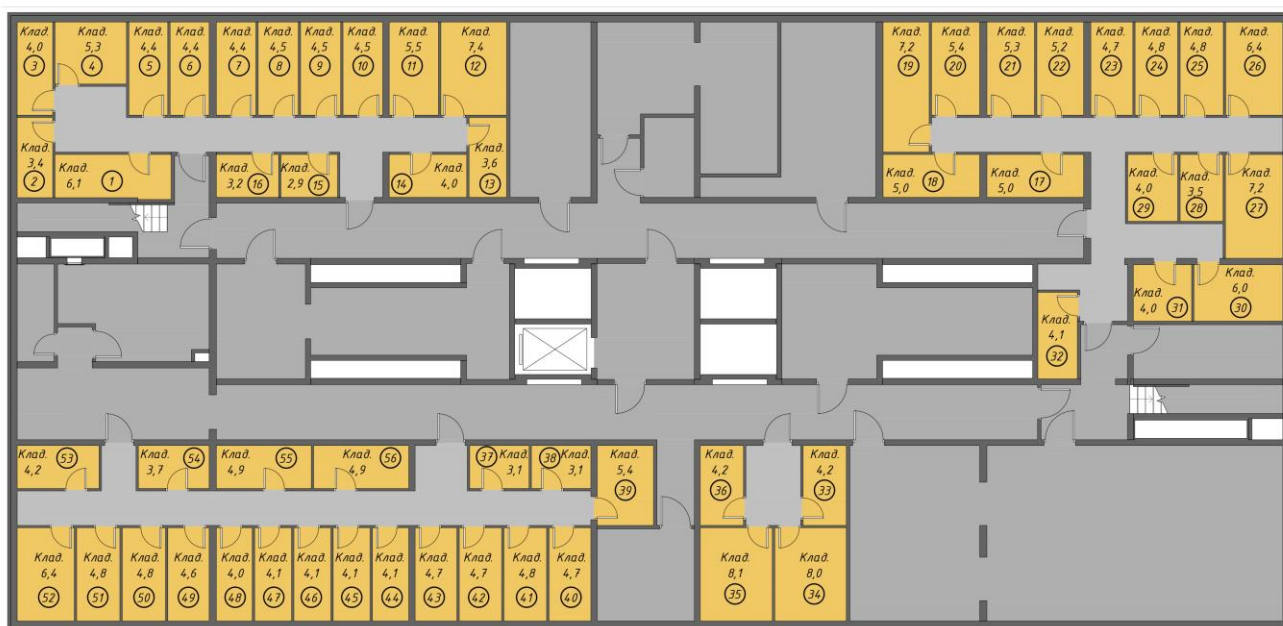 Клад.
4,0
3
Клад.
5,3
4
Клад.
4,4
5
Клад.
4,4
6
Клад.
4,4
7
Клад.
4,5
8
Клад.
4,5
9
Клад.
4,5
10
Клад.
5,5
11
Клад.
7,4
12
Клад.
7,2
19
Клад.
5,4
20
Клад.
5,3
21
Клад.
5,2
22
Клад.
4,7
23
Клад.
4,8
24
Клад.
4,8
25
Клад.
6,4
26
Клад.
3,4
2
Клад.
6,1
1
Клад.
3,2
16
Клад.
2,9
15
Клад.
4,0
14
Клад.
3,6
13
Клад.
5,0
18
Клад.
5,0
17
Клад.
4,0
29
Клад.
3,5
28
Клад.
7,2
27
Клад.
4,0
31
Клад.
6,0
30
Клад.
4,1
32
Клад.
4,2
53
Клад.
3,7
54
Клад.
4,9
55
Клад.
4,9
56
37
Клад.
3,1
38
Клад.
3,1
Клад.
5,4
39
Клад.
4,2
36
Клад.
4,2
33
Клад.
6,4
52
Клад.
4,8
51
Клад.
4,8
50
Клад.
4,6
49
Клад.
4,0
48
Клад.
4,1
47
Клад.
4,1
46
Клад.
4,1
45
Клад.
4,1
44
Клад.
4,7
43
Клад.
4,7
42
Клад.
4,8
41
Клад.
4,7
40
Клад.
8,1
35
Клад.
8,0
34